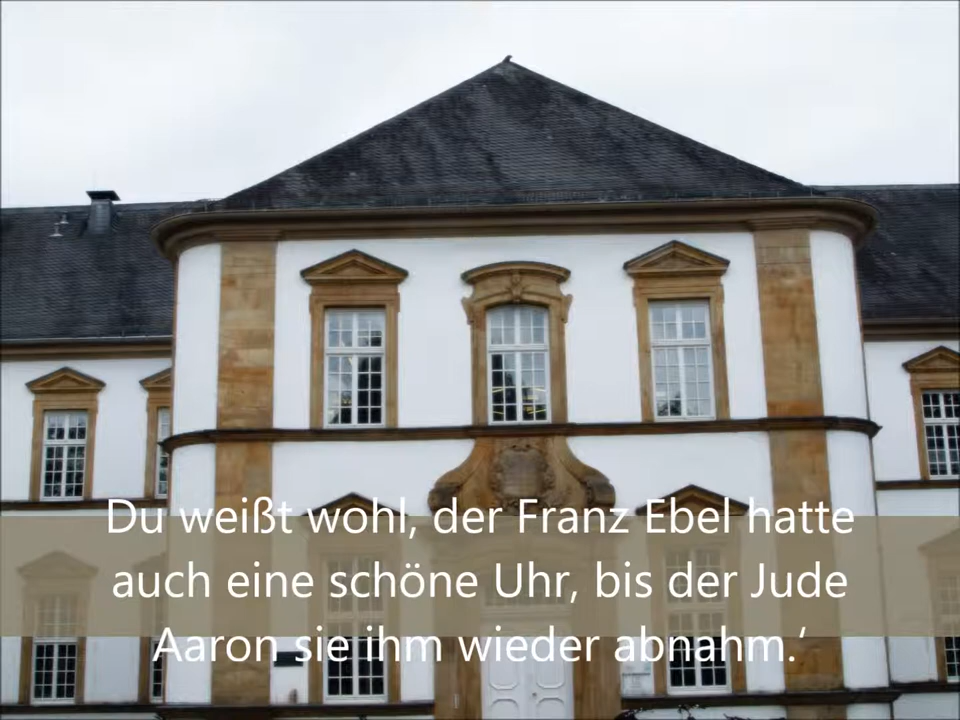 Du weißt wohl, der Franz Ebel hatte
auch eine schöne Uhr, bis der Jude
Aaron sie ihm wieder abnahm.‘